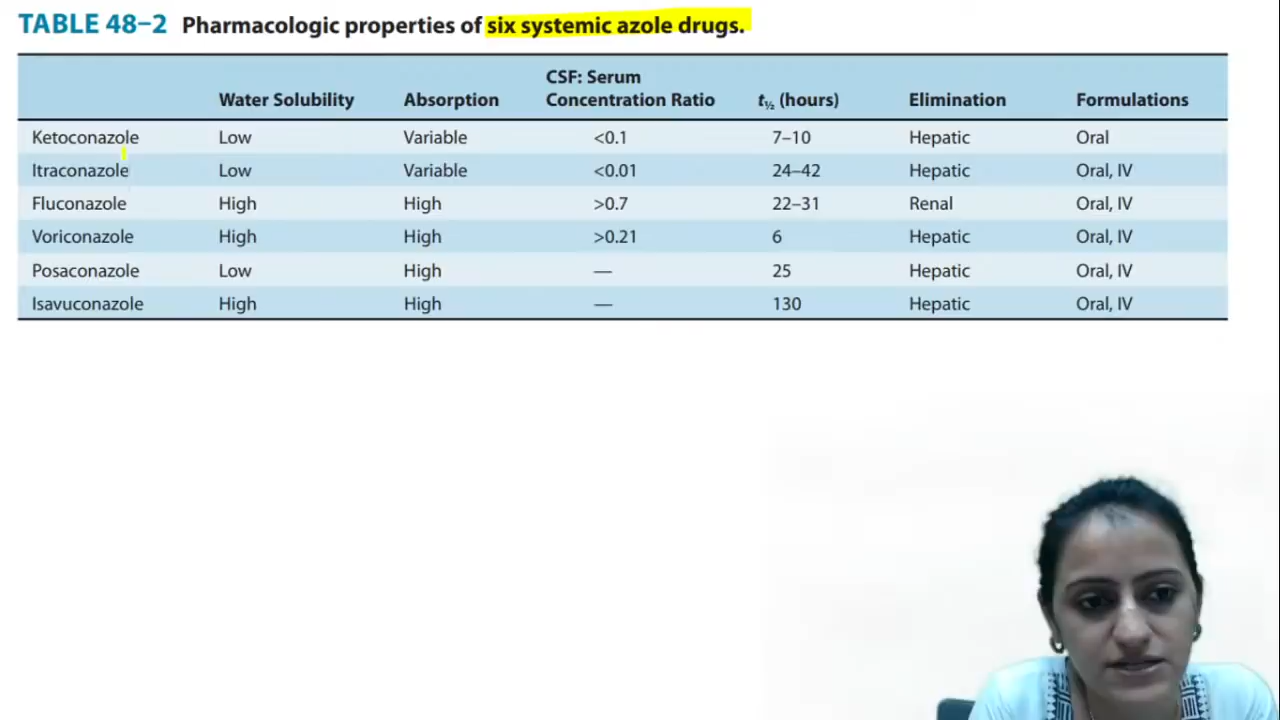 TABLE 48–2 Pharmacologic properties of six systemic azole drugs.
Water Solubility Absorption CSF: Serum Concentration Ratio t½ (hours) Elimination Formulations
Ketoconazole Low Variable <0.1 7–10 Hepatic Oral
Itraconazole Low Variable <0.01 24–42 Hepatic Oral, IV
Fluconazole High High >0.7 22–31 Renal Oral, IV
Voriconazole High High >0.21 6 Hepatic Oral, IV
Posaconazole Low High — 25 Hepatic Oral, IV
Isavuconazole High High — 130 Hepatic Oral, IV